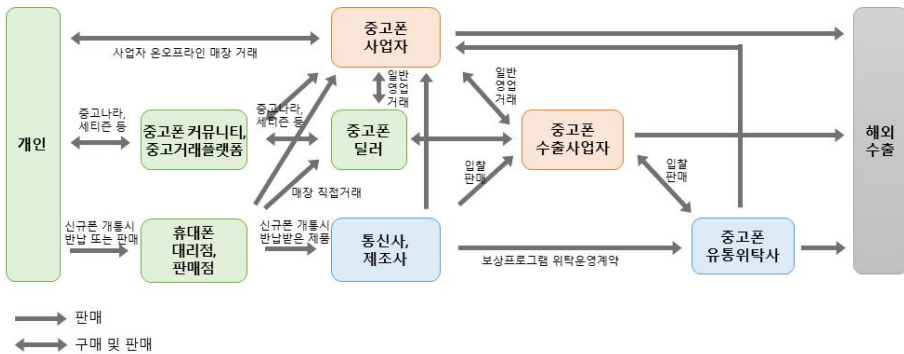 개인
중고폰
사업자
사업자 온오프라인 매장 거래
일반
영업
거래
일반
영업
거래
중고나라,
세티즌 등
중고폰 커뮤니티,
중고거래플랫폼
중고나라,
세티즌 등
중고폰
딜러
중고폰
수출사업자
해외
수출
매장 직접거래
입찰
판매
입찰
판매
신규폰 개통시
반납 또는 판매
휴대폰
대리점,
판매점
신규폰 개통시
반납받은 제품
통신사,
제조사
보상프로그램 위탁운영계약
중고폰
유통위탁사
판매
구매 및 판매